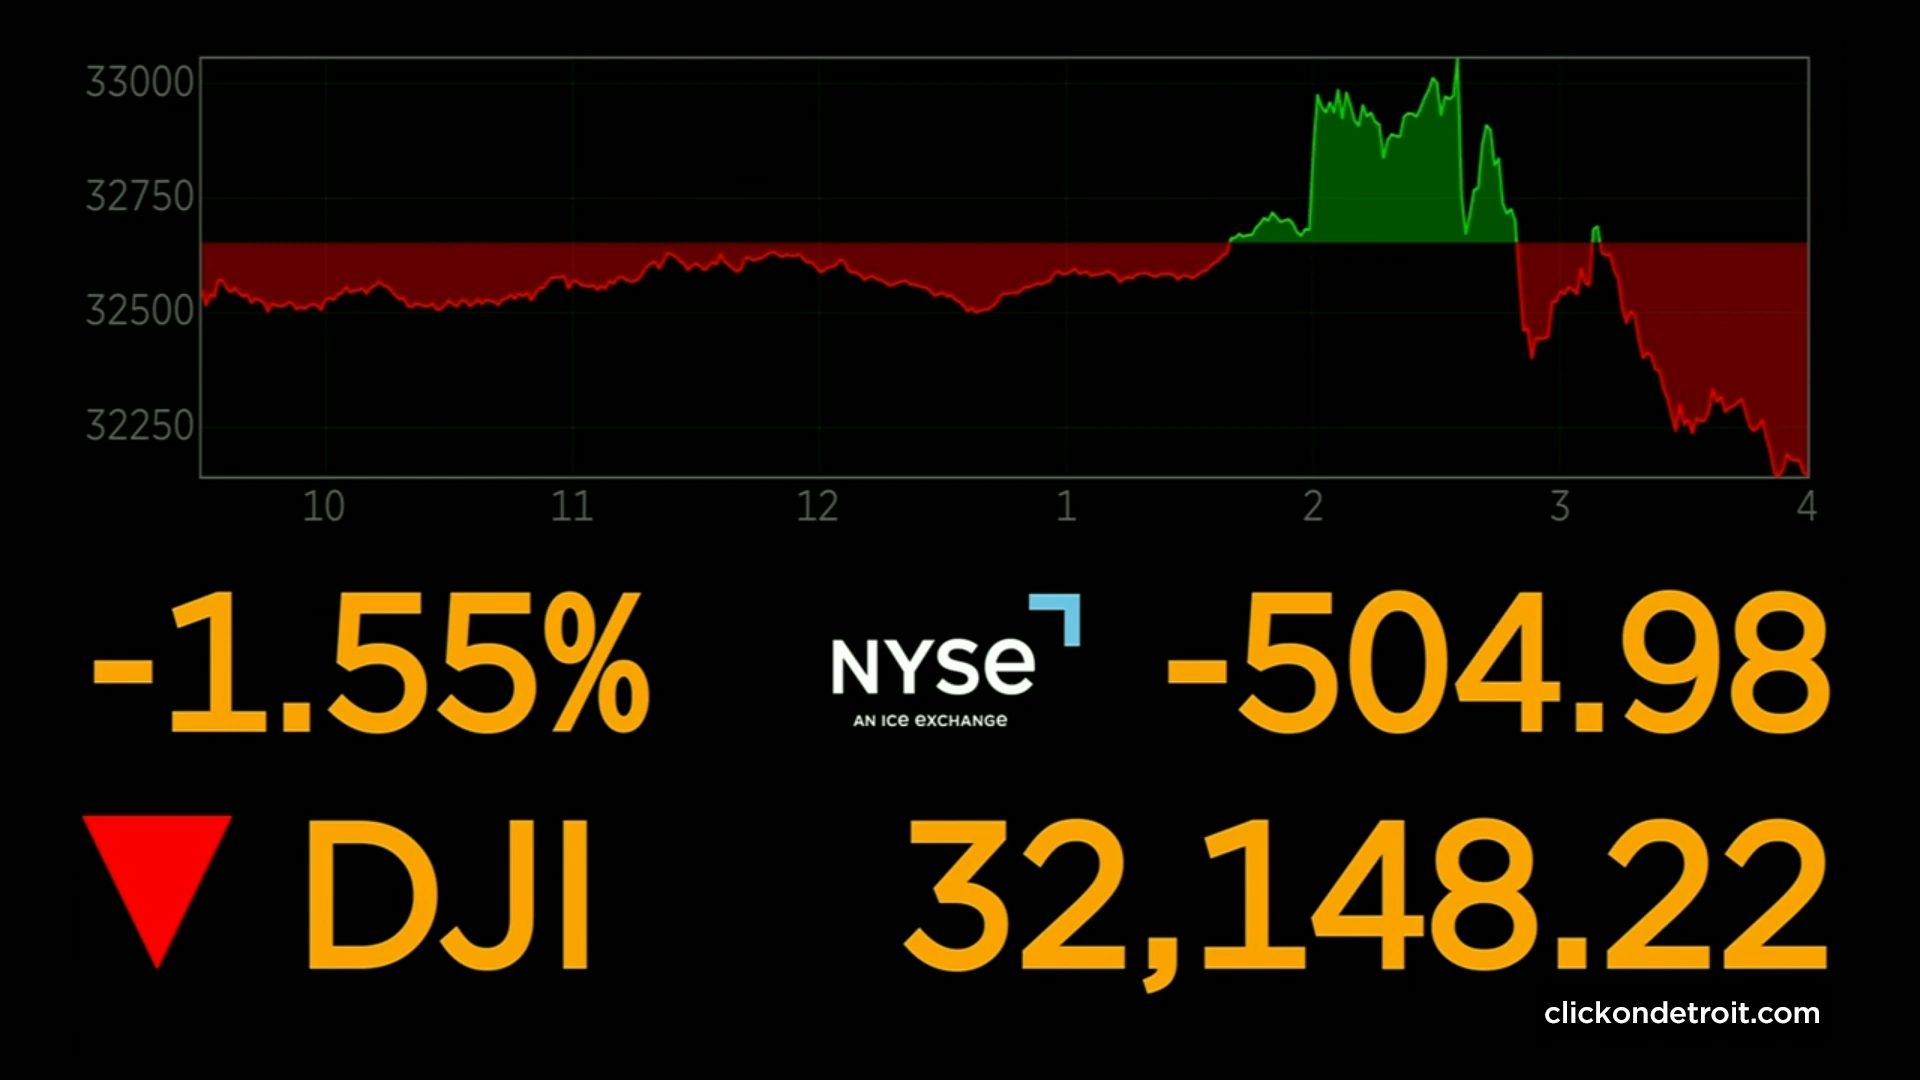 33000
32750
32500
32250
10 11 12 1 2 3 4
-1.55% NYSe -504.98
AN ICe eXCHANGe
DJI 32,148.22
clickondetroit.com